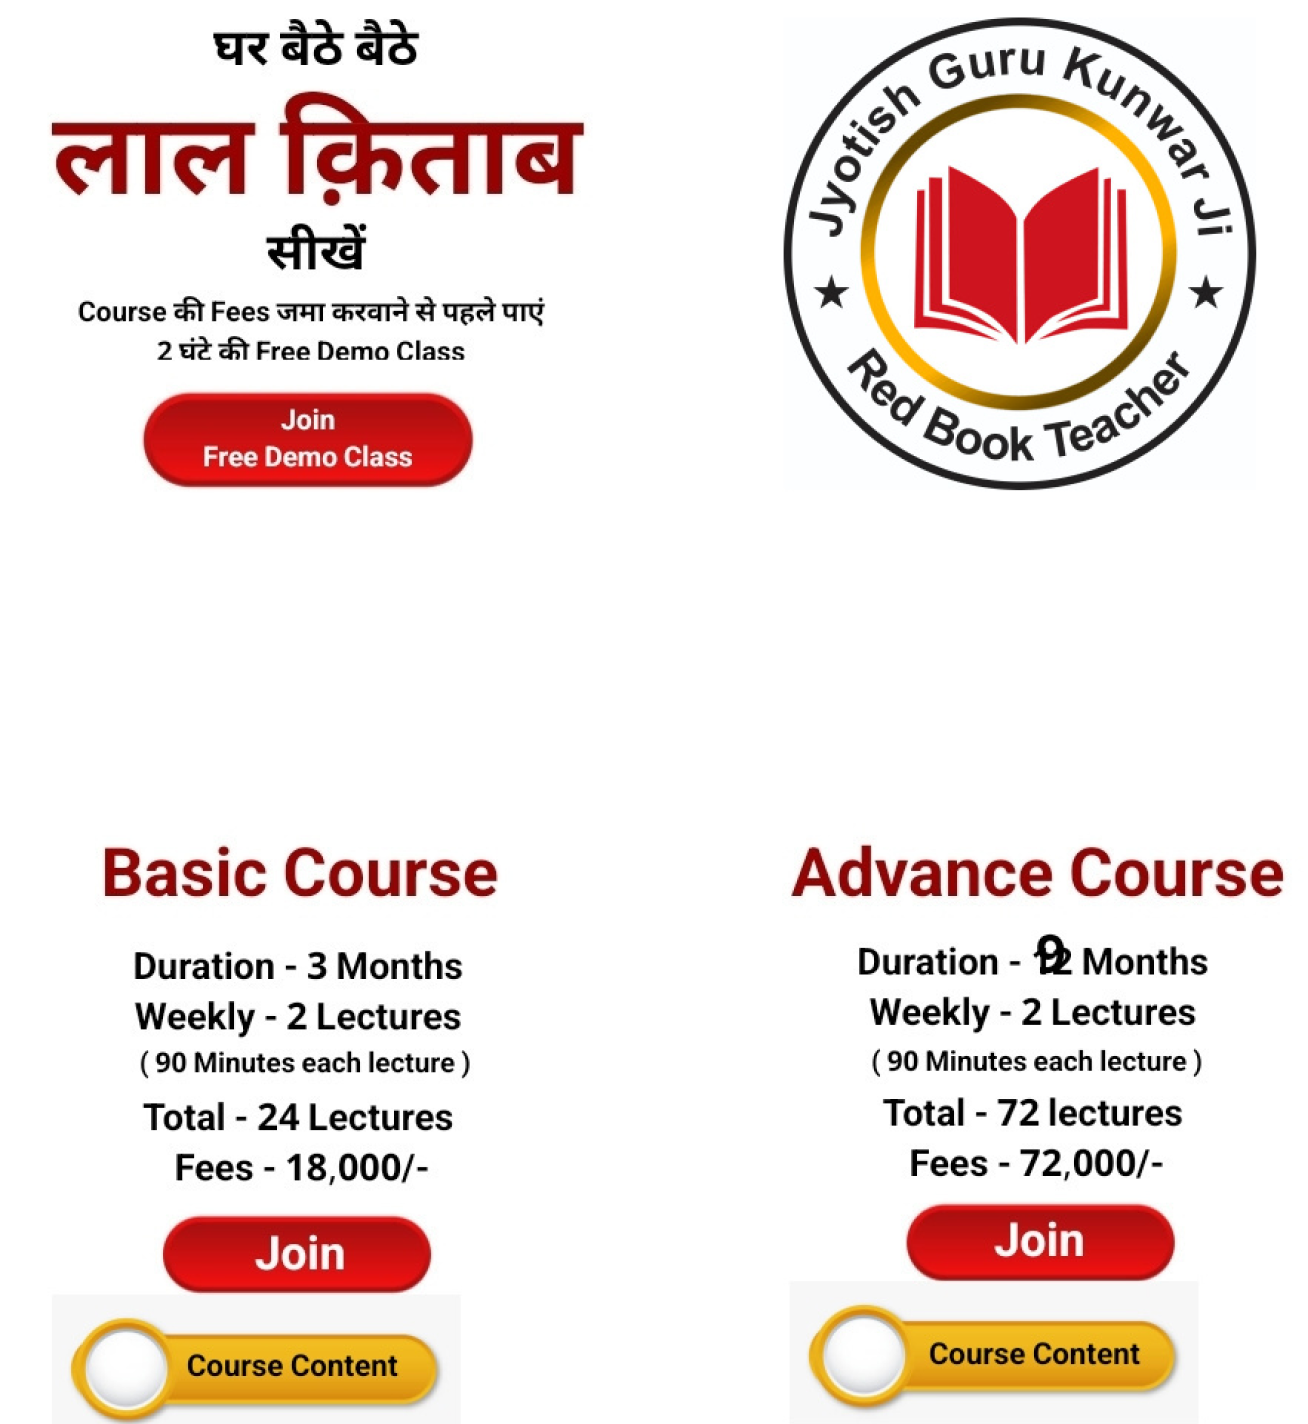 घर बैठे बैठे
लाल क़िताब
सीखें
Course की Fees जमा करवाने से पहले पाएं
2 घंटे की Free Demo Class
Join
Free Demo Class
Jyotish Guru Kunwar Ji
★ ★
Red Book Teacher
Basic Course
Duration - 3 Months
Weekly - 2 Lectures
( 90 Minutes each lecture )
Total - 24 Lectures
Fees - 18,000/-
Join
Course Content
Advance Course
Duration - Months
Weekly - 2 Lectures
( 90 Minutes each lecture )
Total - 72 lectures
Fees - 72,000/-
Join
Course Content